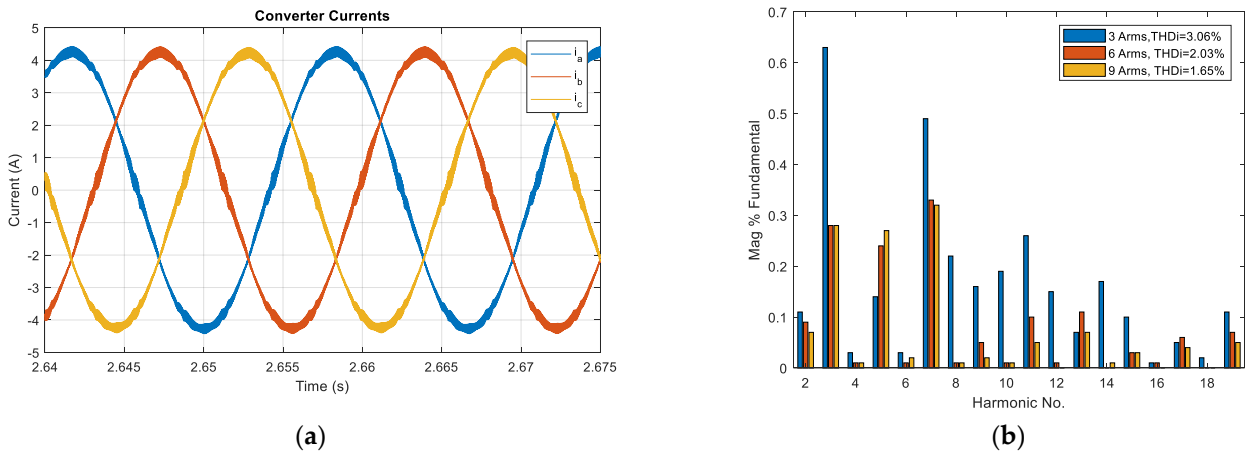 Converter Currents
5
4
3
2
1
0
-1
-2
-3
-4
-5
Current (A)
i_a
i_b
i_c
2.64 2.645 2.65 2.655 2.66 2.665 2.67 2.675
Time (s)
(a)
0.7
0.6
0.5
0.4
0.3
0.2
0.1
0
Mag % Fundamental
3 Arms,THDi=3.06%
6 Arms, THDi=2.03%
9 Arms, THDi=1.65%
2 4 6 8 10 12 14 16 18
Harmonic No.
(b)